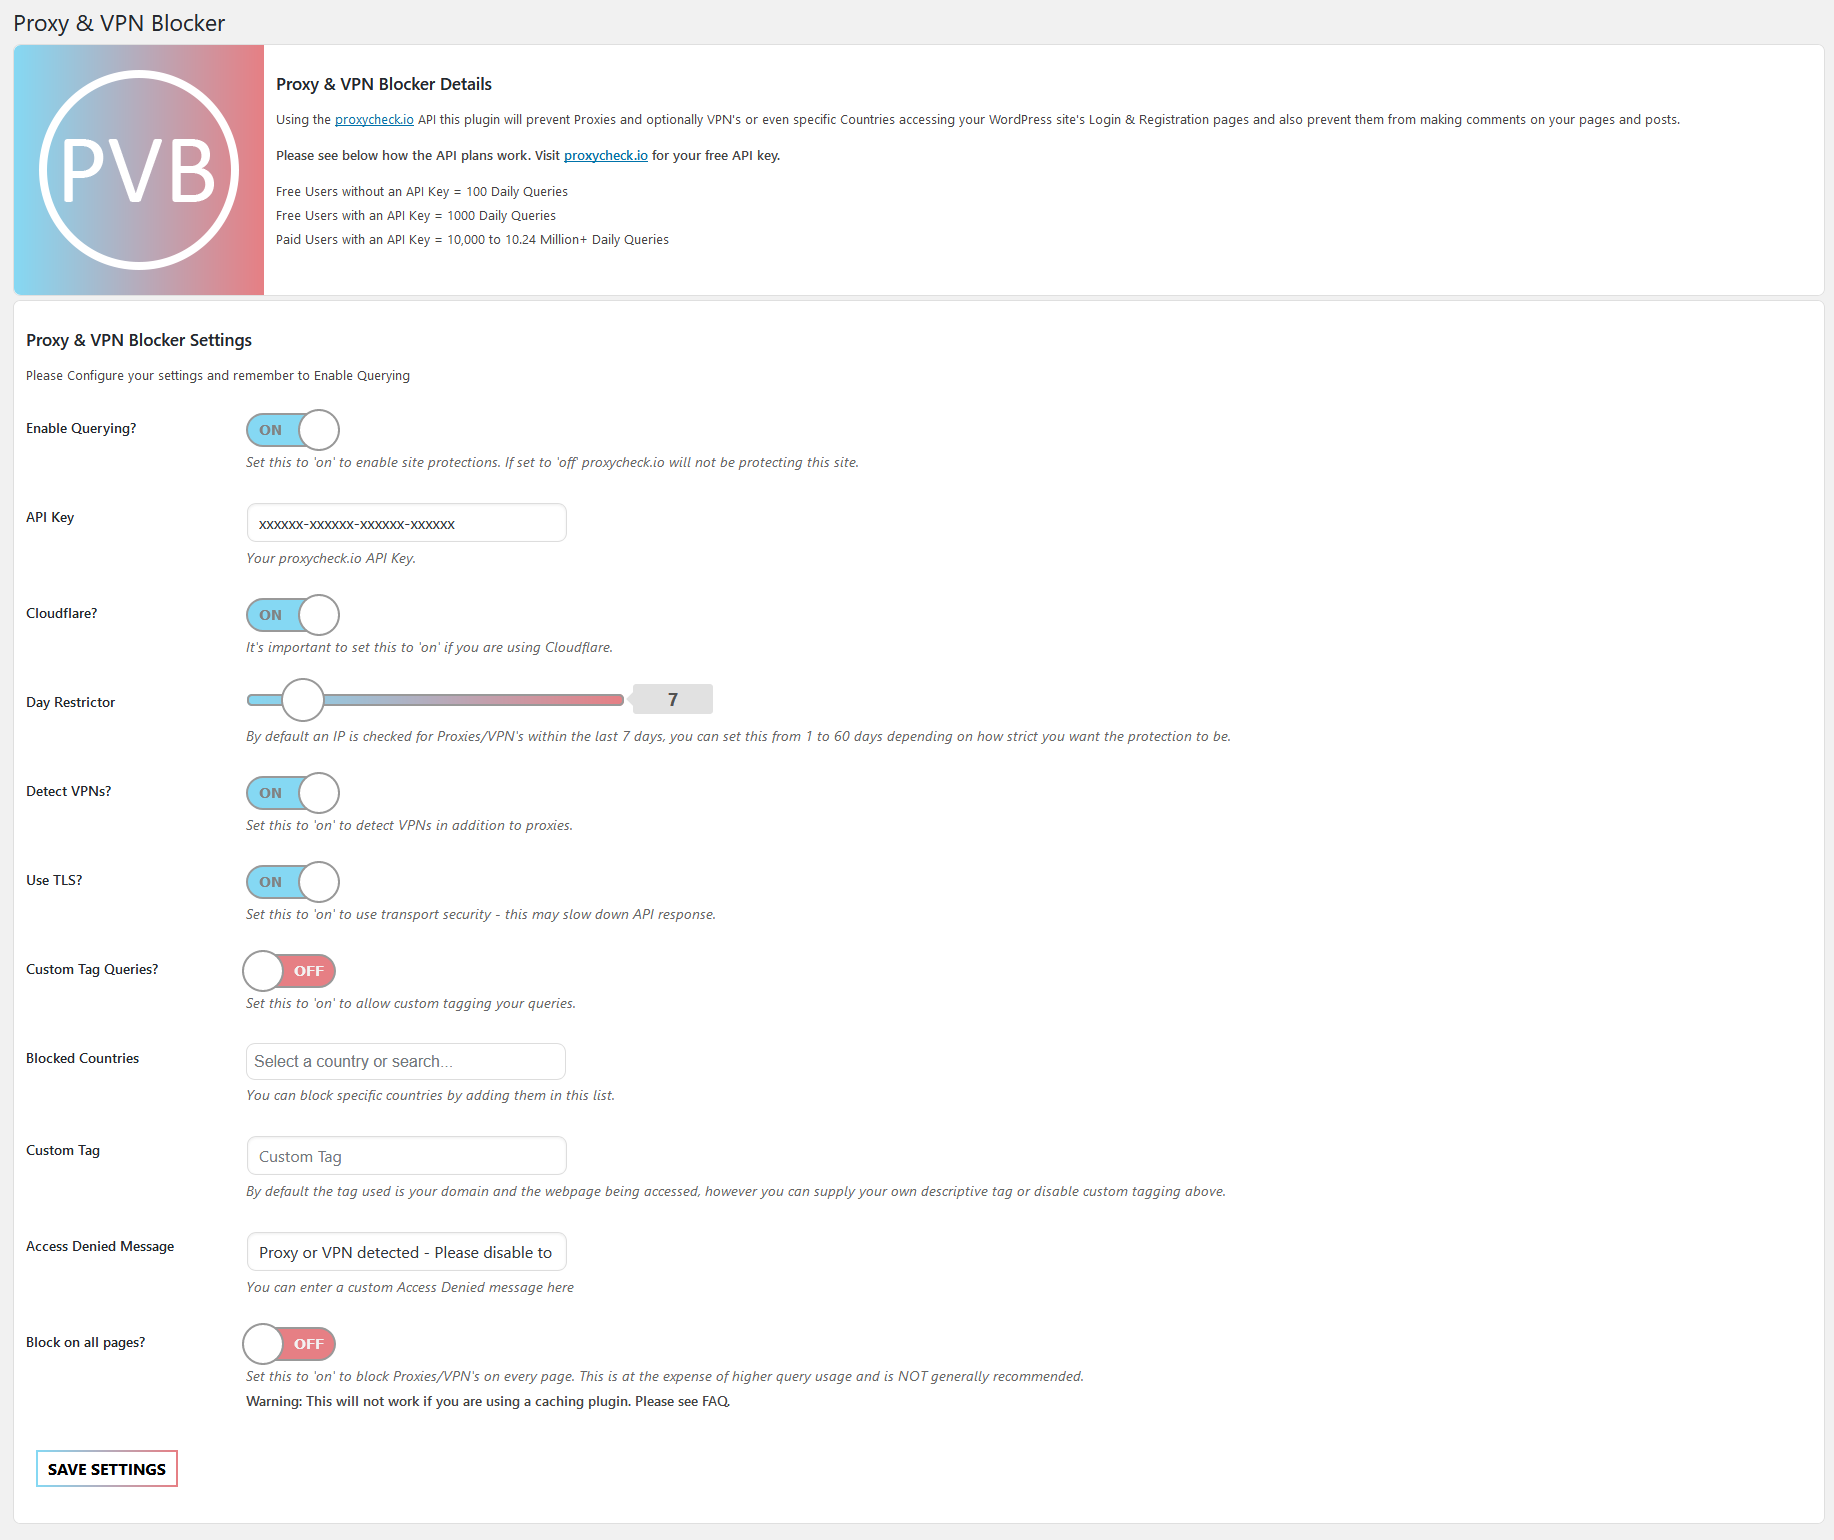 Proxy & VPN Blocker
PVB
Proxy & VPN Blocker Details
Using the proxycheck.io API this plugin will prevent Proxies and optionally VPN's or even specific Countries accessing your WordPress site's Login & Registration pages and also prevent them from making comments on your pages and posts.
Please see below how the API plans work. Visit proxycheck.io for your free API key.
Free Users without an API Key = 100 Daily Queries
Free Users with an API Key = 1000 Daily Queries
Paid Users with an API Key = 10,000 to 10.24 Million+ Daily Queries
Proxy & VPN Blocker Settings
Please Configure your settings and remember to Enable Querying
Enable Querying?
ON
Set this to 'on' to enable site protections. If set to 'off' proxycheck.io will not be protecting this site.
API Key
xxxxxx-xxxxxx-xxxxxx-xxxxxx
Your proxycheck.io API Key.
Cloudflare?
ON
It's important to set this to 'on' if you are using Cloudflare.
Day Restrictor
7
By default an IP is checked for Proxies/VPN's within the last 7 days, you can set this from 1 to 60 days depending on how strict you want the protection to be.
Detect VPNs?
ON
Set this to 'on' to detect VPNs in addition to proxies.
Use TLS?
ON
Set this to 'on' to use transport security - this may slow down API response.
Custom Tag Queries?
OFF
Set this to 'on' to allow custom tagging your queries.
Blocked Countries
Select a country or search...
You can block specific countries by adding them in this list.
Custom Tag
Custom Tag
By default the tag used is your domain and the webpage being accessed, however you can supply your own descriptive tag or disable custom tagging above.
Access Denied Message
Proxy or VPN detected - Please disable to
You can enter a custom Access Denied message here
Block on all pages?
OFF
Set this to 'on' to block Proxies/VPN's on every page. This is at the expense of higher query usage and is NOT generally recommended.
Warning: This will not work if you are using a caching plugin. Please see FAQ.
SAVE SETTINGS